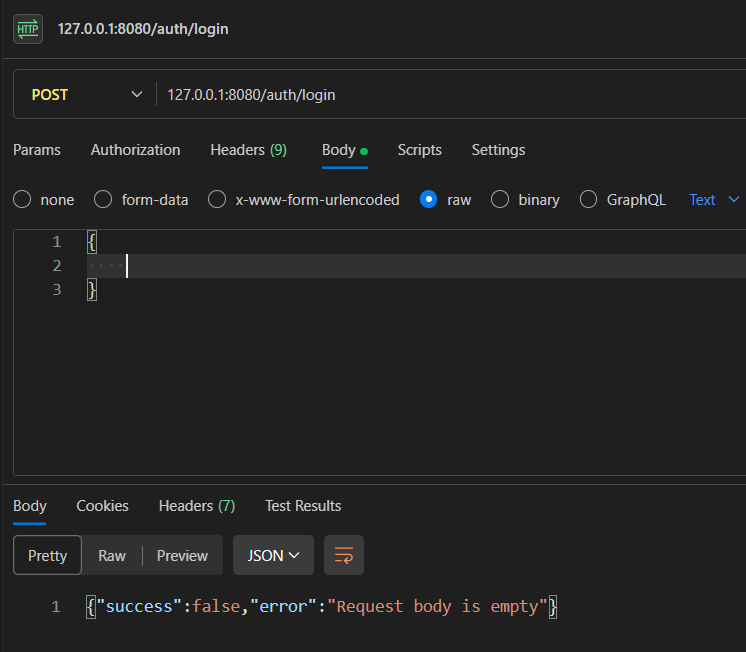 HTTP 127.0.0.1:8080/auth/login
POST 127.0.0.1:8080/auth/login
Params Authorization Headers (9) Body Scripts Settings
none form-data x-www-form-urlencoded raw binary GraphQL Text
1 {
2 ....
3 }
Body Cookies Headers (7) Test Results
Pretty Raw Preview JSON
1 {"success":false,"error":"Request body is empty"}